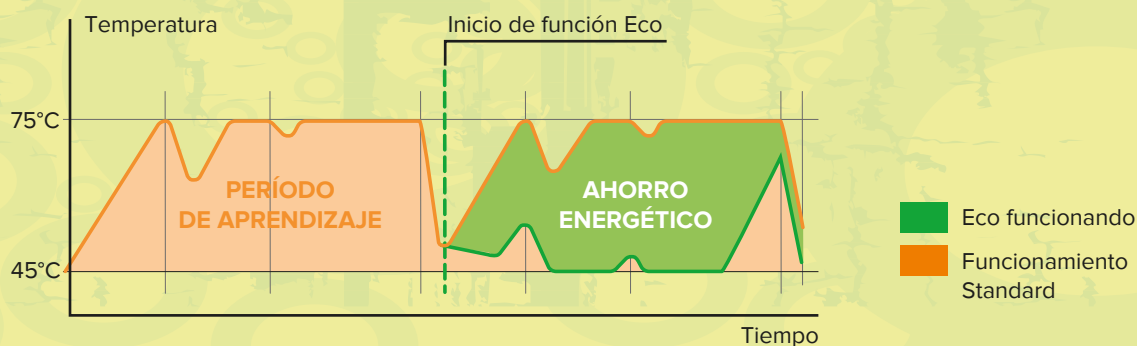 Temperatura
Inicio de función Eco
75°C
PERÍODO
DE APRENDIZAJE
AHORRO
ENERGÉTICO
45°C
Tiempo
Eco funcionando
Funcionamiento
Standard